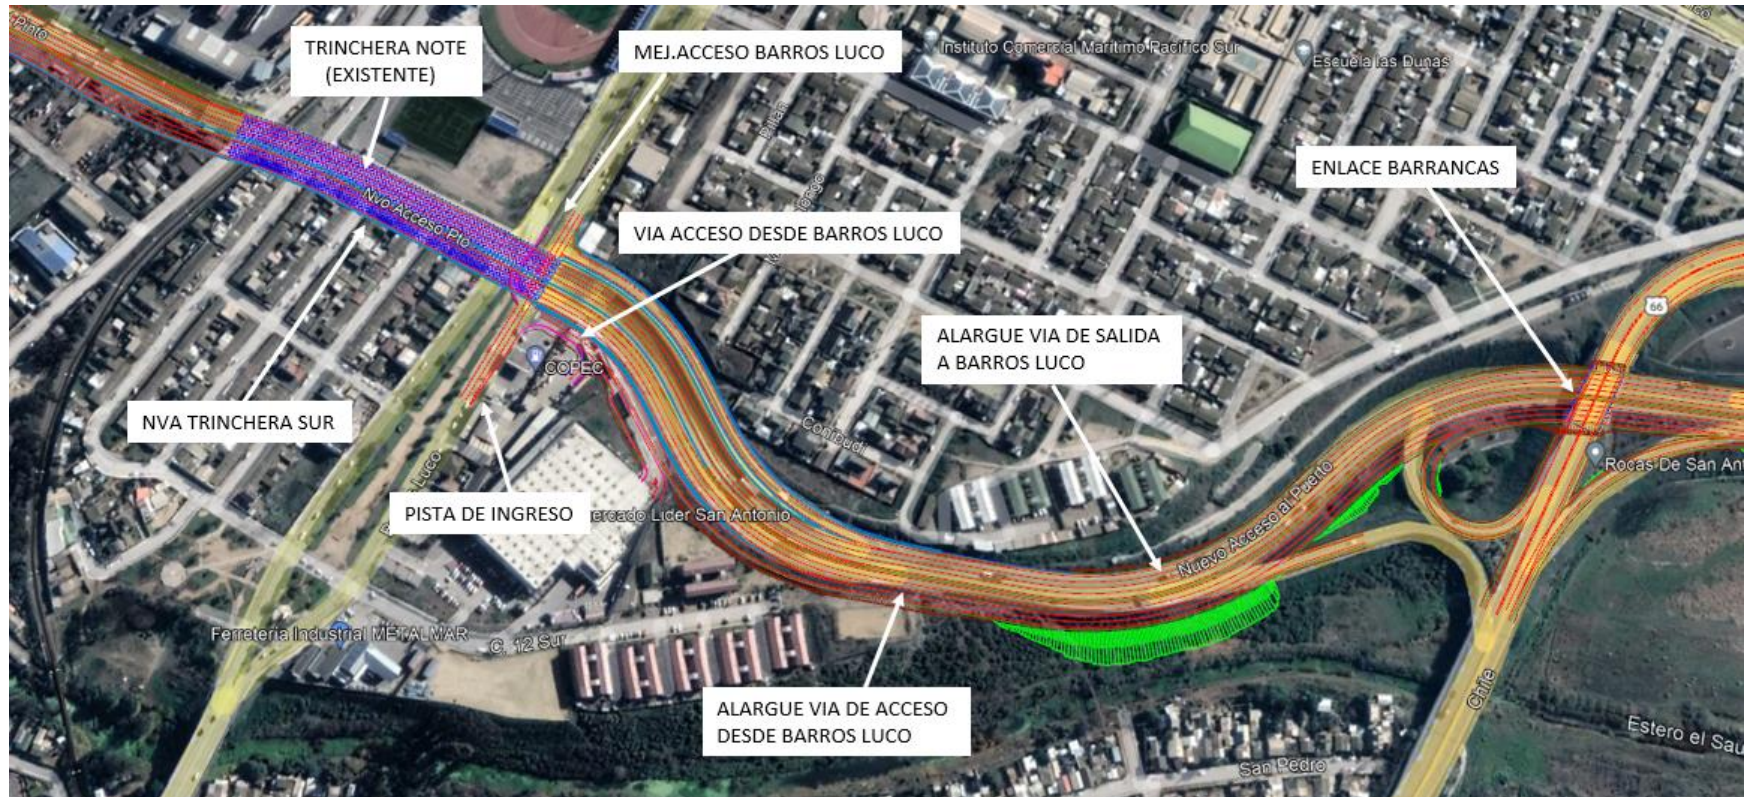 Pinto
TRINCHERA NOTE
(EXISTENTE)
MEJ.ACCESO BARROS LUCO
Instituto Comercial Marítimo Pacífico Sur
Escuela las Dunas
Pillar
ENLACE BARRANCAS
Nvo Acceso Pto
VIA ACCESO DESDE BARROS LUCO
66
ALARGUE VIA DE SALIDA
A BARROS LUCO
COPEC
NVA TRINCHERA SUR
Rocas De San Ant
PISTA DE INGRESO
ercado Lider San Antonio
Luco
Nuevo Acceso al Puerto
Ferretería Industrial METALMAR
C. 12 Sur
ALARGUE VIA DE ACCESO
DESDE BARROS LUCO
Chile
Estero el Sau
San Pedro